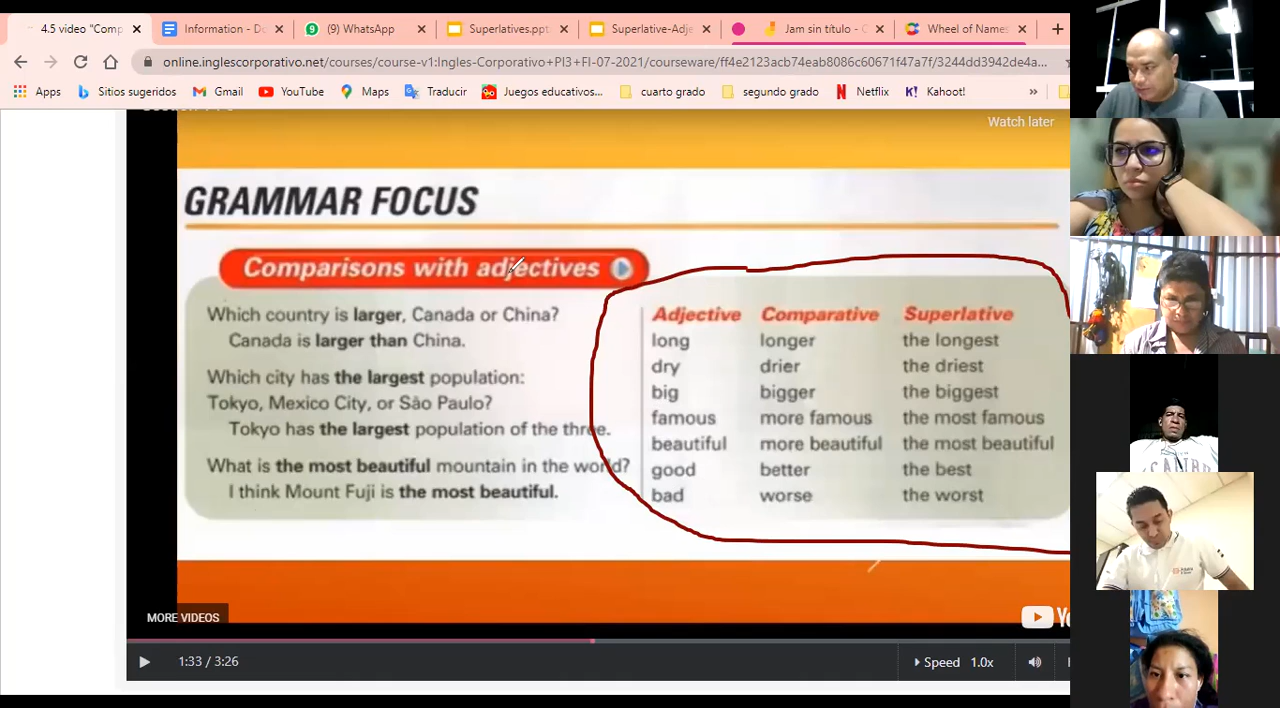 4.5 video "Comp
Information - Do
(9) WhatsApp
Superlatives.ppt
Superlative-Adje
Jam sin título - G
Wheel of Names
online.inglescorporativo.net/courses/course-v1:Ingles-Corporativo+PI3+FI-07-2021/courseware/ff4e2123acb74eab8086c60671f47a7f/3244dd3942de4a...
Apps
Sitios sugeridos
Gmail
YouTube
Maps
Traducir
Juegos educativos...
cuarto grado
segundo grado
Netflix
Kahoot!
»
Watch later
GRAMMAR FOCUS
Comparisons with adjectives
Which country is larger, Canada or China?
Canada is larger than China.
Which city has the largest population:
Tokyo, Mexico City, or São Paulo?
Tokyo has the largest population of the three.
What is the most beautiful mountain in the world?
I think Mount Fuji is the most beautiful.
Adjective Comparative Superlative
long longer the longest
dry drier the driest
big bigger the biggest
famous more famous the most famous
beautiful more beautiful the most beautiful
good better the best
bad worse the worst
MORE VIDEOS
1:33 / 3:26
Speed 1.0x